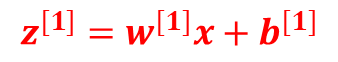 z^[1] = w^[1]x + b^[1]